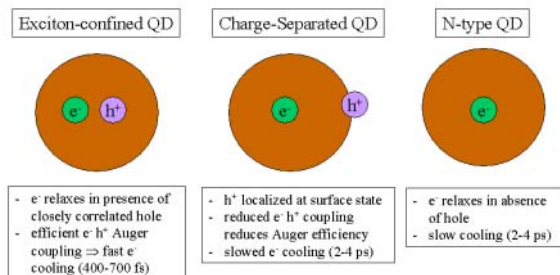 Exciton-confined QD
Charge-Separated QD
N-type QD
e-
h+
e-
h+
e-
- e- relaxes in presence of
closely correlated hole
- efficient e- h+ Auger
coupling ⇒ fast e-
cooling (400-700 fs)
- h+ localized at surface state
- reduced e- h+ coupling
reduces Auger efficiency
- slowed e- cooling (2-4 ps)
- e- relaxes in absence
of hole
- slow cooling (2-4 ps)